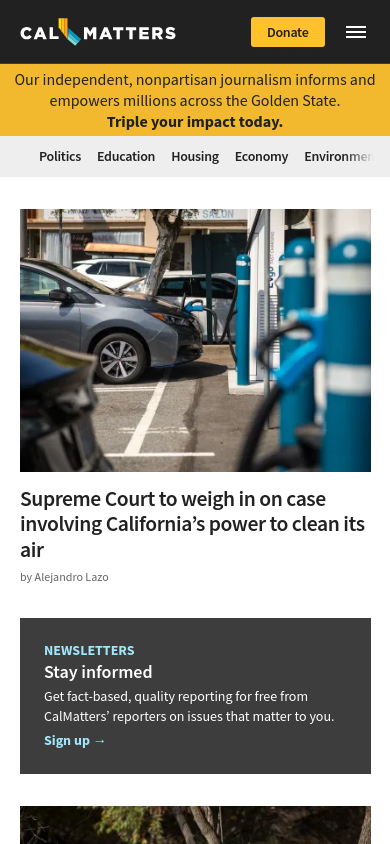 CALMATTERS
Donate
Our independent, nonpartisan journalism informs and
empowers millions across the Golden State.
Triple your impact today.
Politics Education Housing Economy
SALON
EVgo
Supreme Court to weigh in on case
involving California’s power to clean its
air
by Alejandro Lazo
NEWSLETTERS
Stay informed
Get fact-based, quality reporting for free from
CalMatters’ reporters on issues that matter to you.
Sign up →